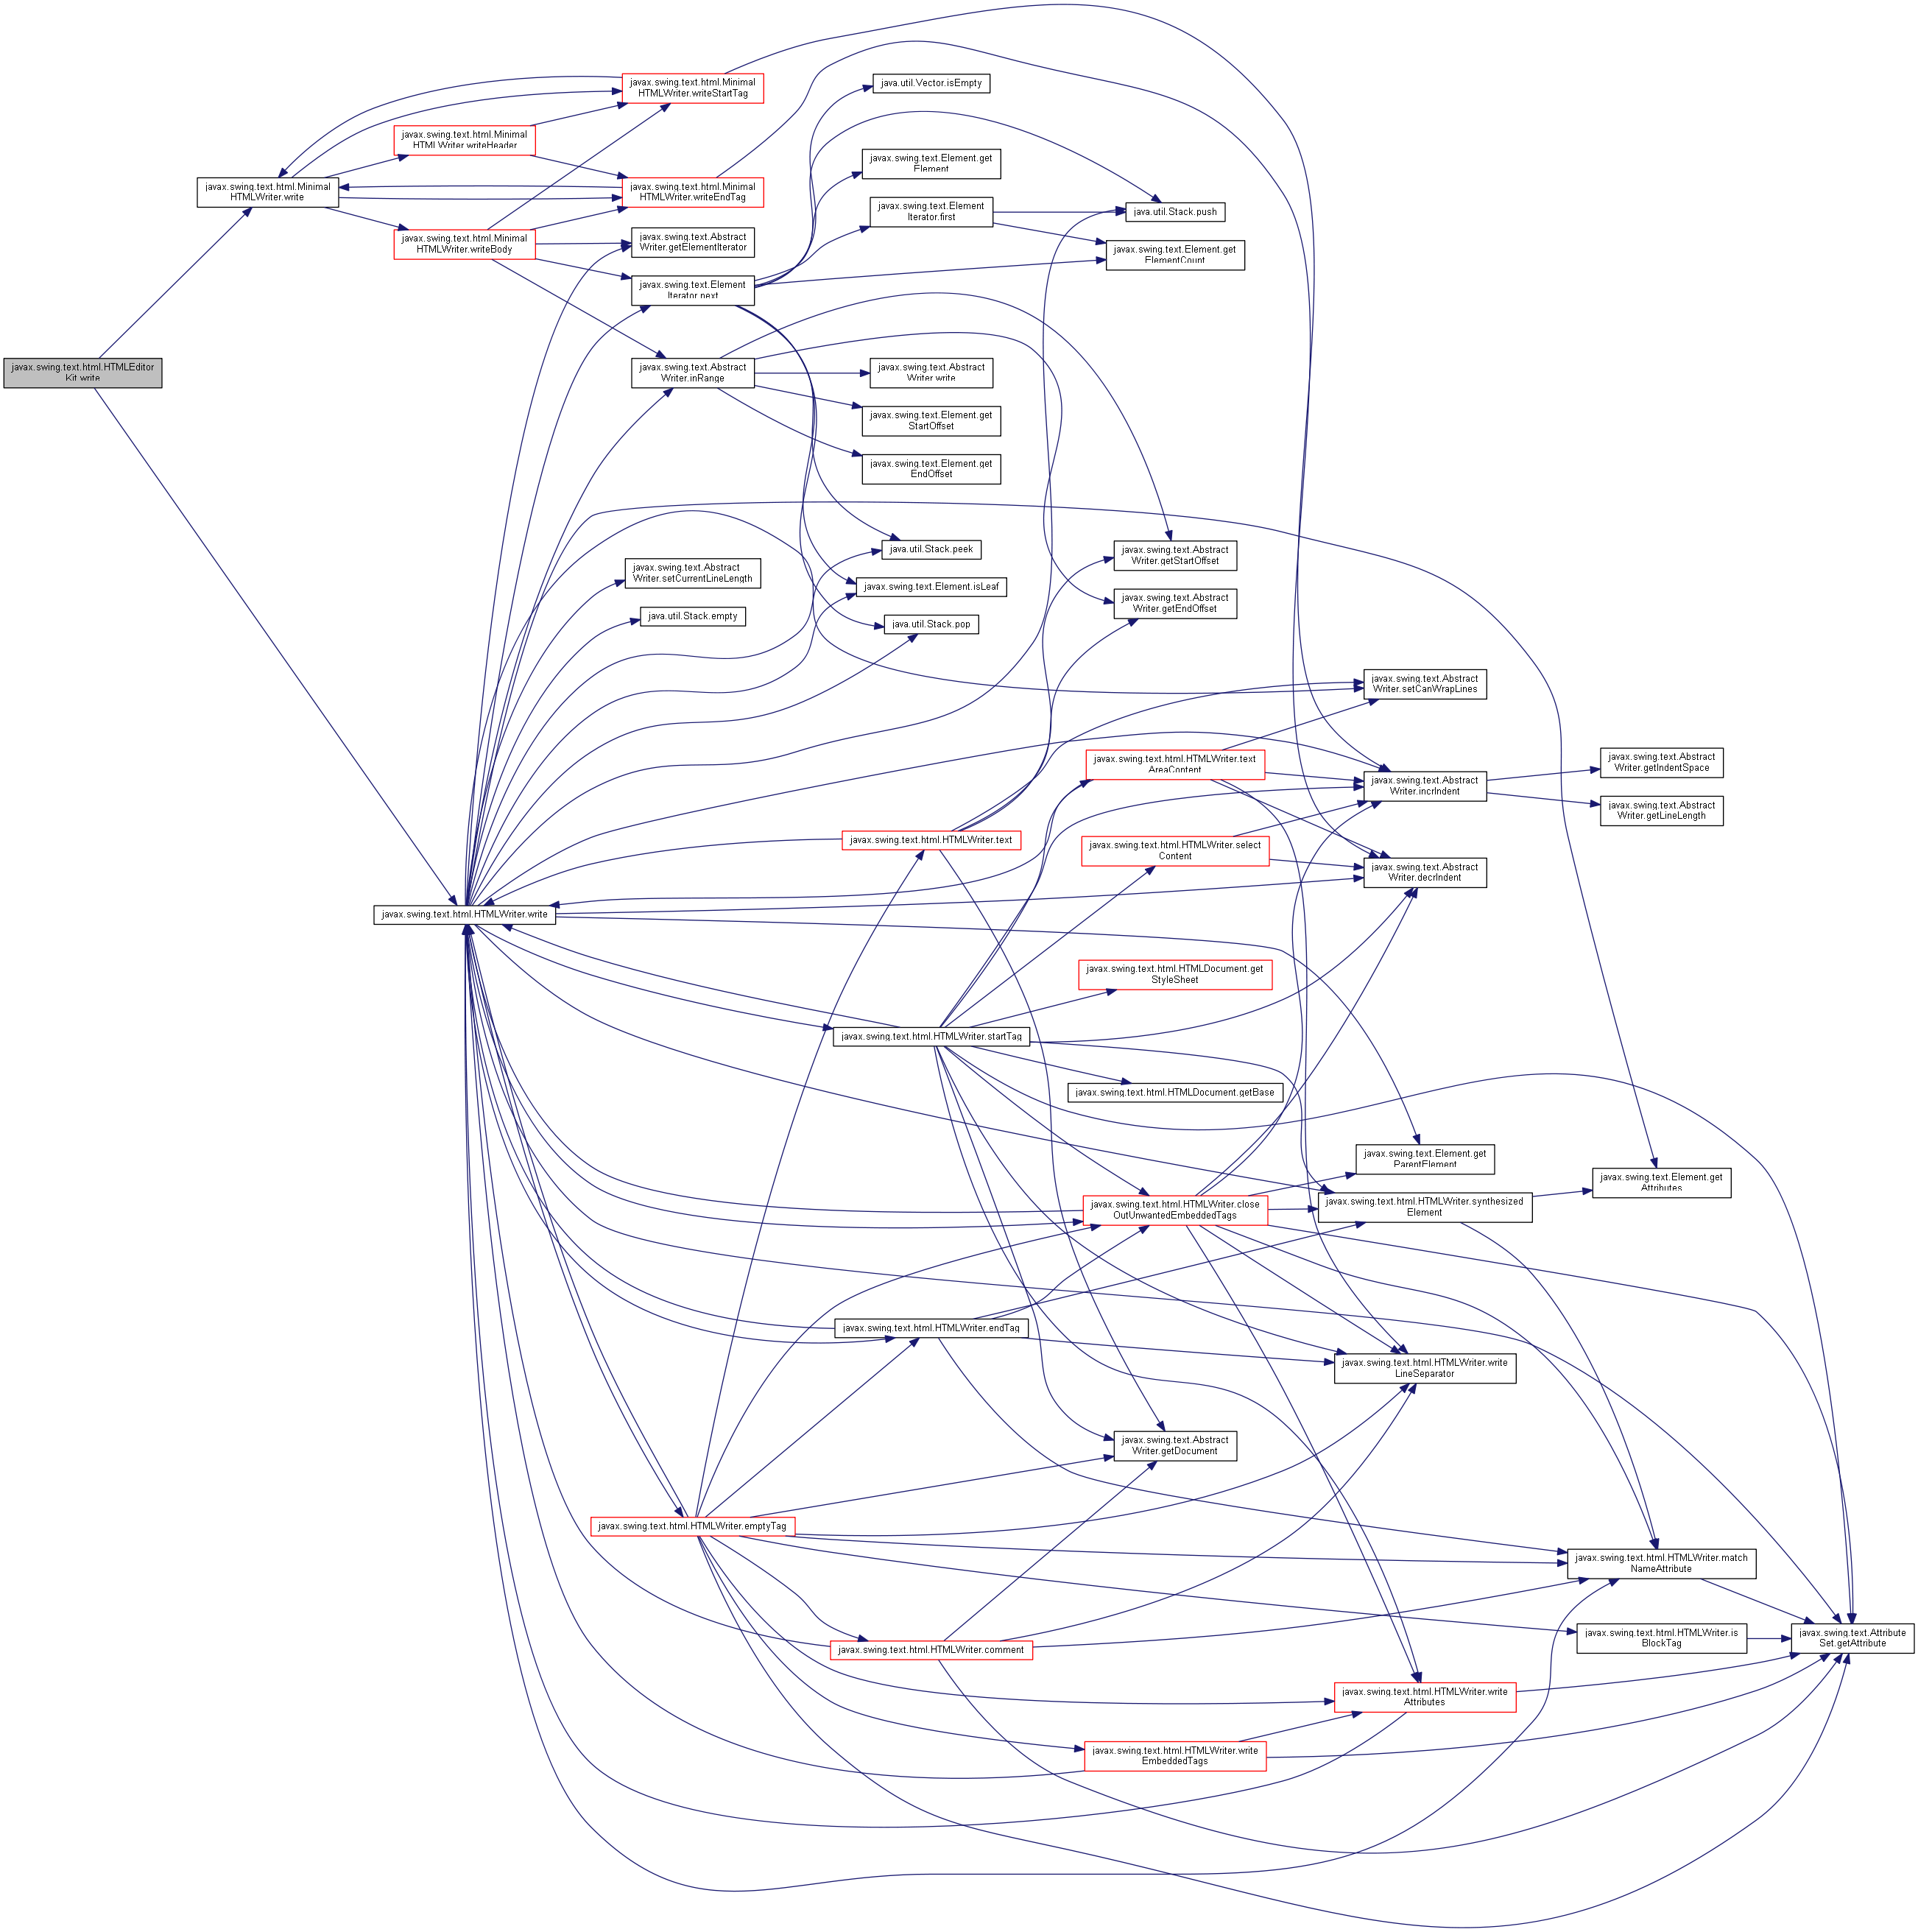 javax.swing.text.html.HTMLEditor
Kit.write
javax.swing.text.html.Minimal
HTMLWriter.write
javax.swing.text.html.Minimal
HTMLWriter.writeStartTag
javax.swing.text.html.Minimal
HTMLWriter.writeHeader
javax.swing.text.html.Minimal
HTMLWriter.writeEndTag
javax.swing.text.html.Minimal
HTMLWriter.writeBody
javax.swing.text.Abstract
Writer.getElementIterator
javax.swing.text.Element
Iterator.next
java.util.Vector.isEmpty
javax.swing.text.Element.get
Element
javax.swing.text.Element
Iterator.first
java.util.Stack.push
javax.swing.text.Element.get
ElementCount
javax.swing.text.Abstract
Writer.inRange
javax.swing.text.Abstract
Writer.write
javax.swing.text.Element.get
StartOffset
javax.swing.text.Element.get
EndOffset
java.util.Stack.peek
javax.swing.text.Element.isLeaf
java.util.Stack.pop
javax.swing.text.Abstract
Writer.setCurrentLineLength
java.util.Stack.empty
javax.swing.text.Abstract
Writer.getStartOffset
javax.swing.text.Abstract
Writer.getEndOffset
javax.swing.text.Abstract
Writer.setCanWrapLines
javax.swing.text.html.HTMLWriter.text
AreaContent
javax.swing.text.Abstract
Writer.incrIndent
javax.swing.text.Abstract
Writer.getIndentSpace
javax.swing.text.Abstract
Writer.getLineLength
javax.swing.text.html.HTMLWriter.text
javax.swing.text.html.HTMLWriter.select
Content
javax.swing.text.Abstract
Writer.decrIndent
javax.swing.text.html.HTMLWriter.write
javax.swing.text.html.HTMLDocument.get
StyleSheet
javax.swing.text.html.HTMLWriter.startTag
javax.swing.text.html.HTMLDocument.getBase
javax.swing.text.Element.get
ParentElement
javax.swing.text.Element.get
Attributes
javax.swing.text.html.HTMLWriter.close
OutUnwantedEmbeddedTags
javax.swing.text.html.HTMLWriter.synthesized
Element
javax.swing.text.html.HTMLWriter.endTag
javax.swing.text.html.HTMLWriter.write
LineSeparator
javax.swing.text.Abstract
Writer.getDocument
javax.swing.text.html.HTMLWriter.emptyTag
javax.swing.text.html.HTMLWriter.match
NameAttribute
javax.swing.text.html.HTMLWriter.comment
javax.swing.text.html.HTMLWriter.is
BlockTag
javax.swing.text.Attribute
Set.getAttribute
javax.swing.text.html.HTMLWriter.write
Attributes
javax.swing.text.html.HTMLWriter.write
EmbeddedTags